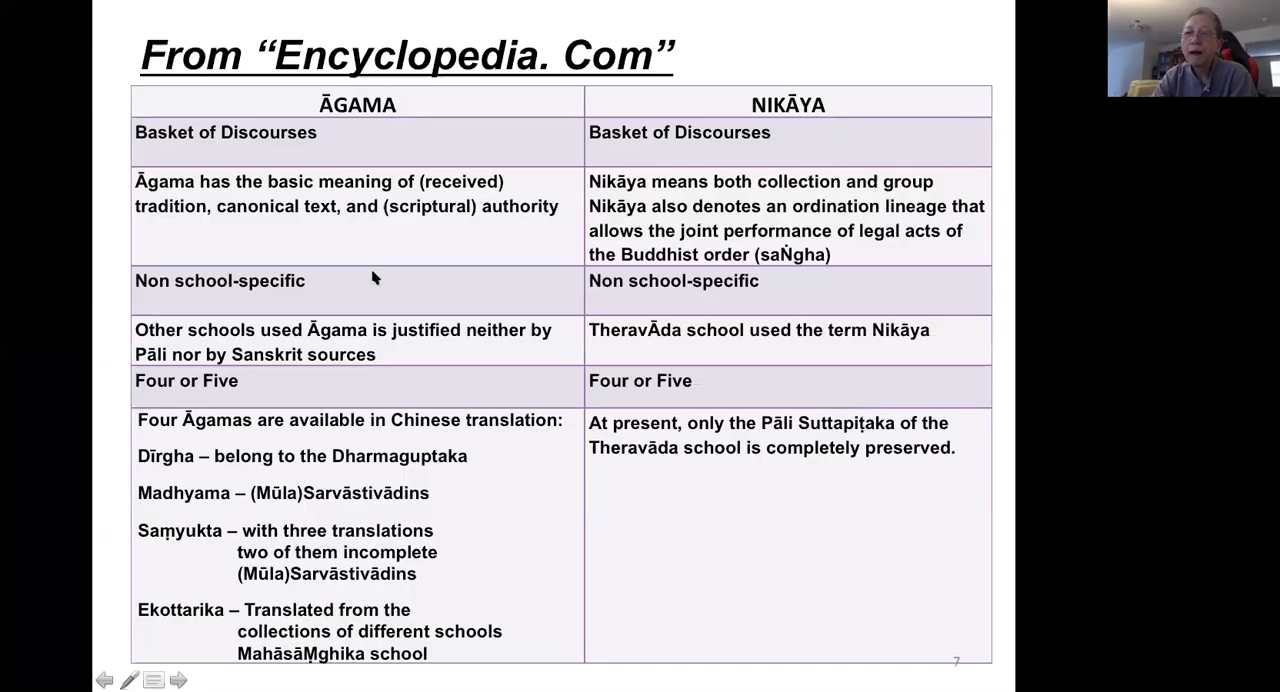 From “Encyclopedia. Com”
ĀGAMA
NIKĀYA
Basket of Discourses
Basket of Discourses
Āgama has the basic meaning of (received)
tradition, canonical text, and (scriptural) authority
Nikāya means both collection and group
Nikāya also denotes an ordination lineage that
allows the joint performance of legal acts of
the Buddhist order (saṄgha)
Non school-specific
Non school-specific
Other schools used Āgama is justified neither by
Pāli nor by Sanskrit sources
TheravĀda school used the term Nikāya
Four or Five
Four or Five
Four Āgamas are available in Chinese translation:
Dīrgha – belong to the Dharmaguptaka
Madhyama – (Mūla)Sarvāstivādins
Saṃyukta – with three translations
two of them incomplete
(Mūla)Sarvāstivādins
Ekottarika – Translated from the
collections of different schools
MahāsāṂghika school
At present, only the Pāli Suttapiṭaka of the
Theravāda school is completely preserved.
7